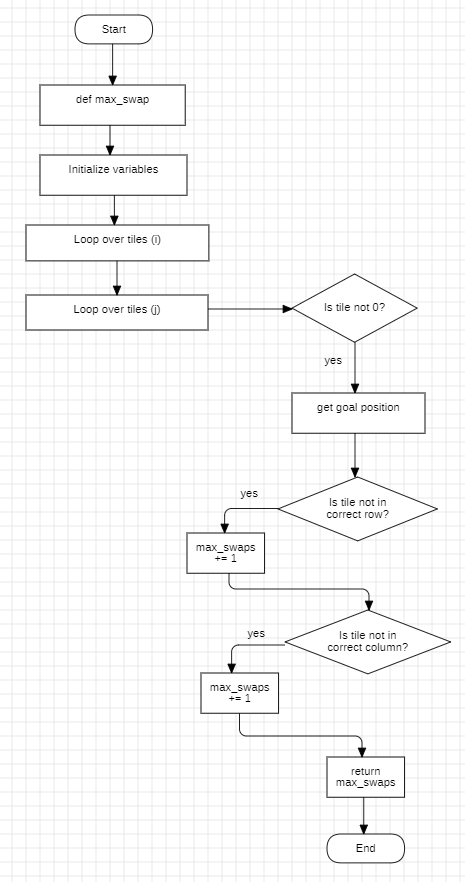 Start
def max_swap
Initialize variables
Loop over tiles (i)
Loop over tiles (j)
Is tile not 0?
yes
get goal position
yes
Is tile not in
correct row?
max_swaps
+= 1
yes
Is tile not in
correct column?
max_swaps
+= 1
return
max_swaps
End